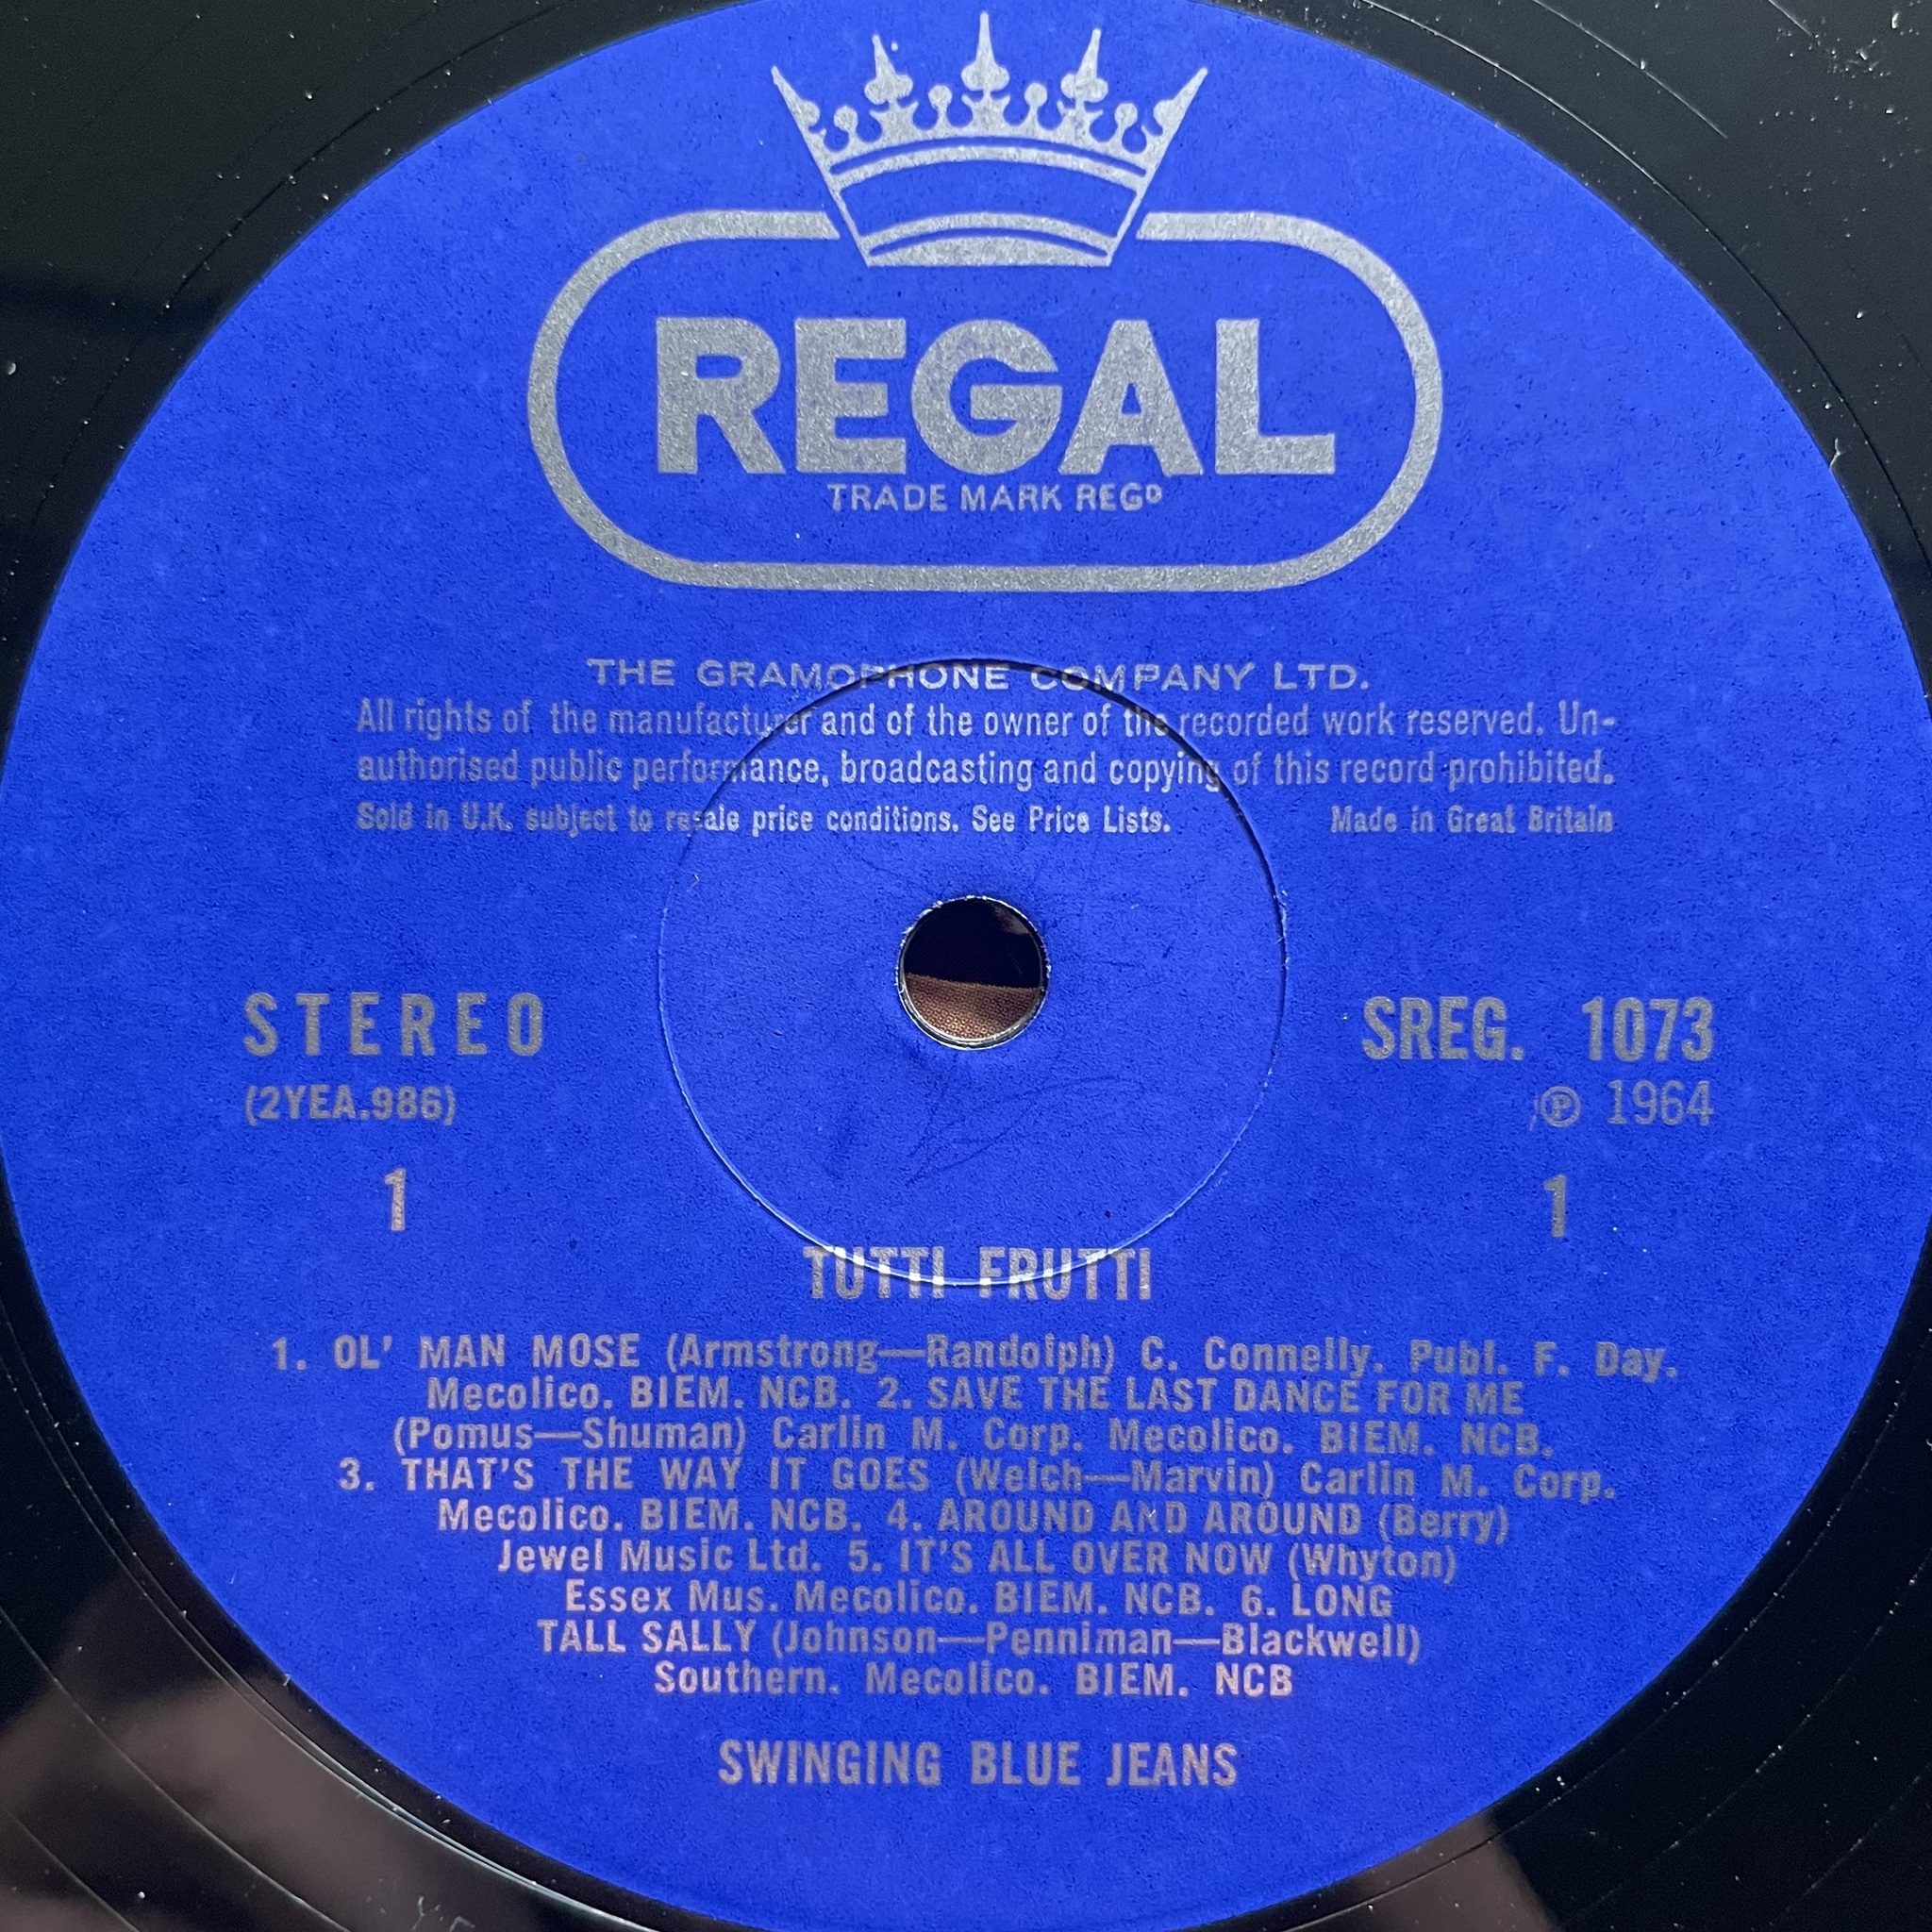 REGAL
TRADE MARK REGD
THE GRAMOPHONE COMPANY LTD.
All rights of the manufacturer and of the owner of the recorded work reserved. Un-
authorised public performance, broadcasting and copying of this record prohibited.
Sold in U.K. subject to resale price conditions. See Price Lists. Made in Great Britain
STEREO SREG. 1073
(2YEA.986) ℗ 1964
1 1
TUTTI FRUTTI
1. OL' MAN MOSE (Armstrong—Randolph) C. Connelly. Publ. F. Day.
Mecolico. BIEM. NCB. 2. SAVE THE LAST DANCE FOR ME
(Pomus—Shuman) Carlin M. Corp. Mecolico. BIEM. NCB.
3. THAT'S THE WAY IT GOES (Welch—Marvin) Carlin M. Corp.
Mecolico. BIEM. NCB. 4. AROUND AND AROUND (Berry)
Jewel Music Ltd. 5. IT'S ALL OVER NOW (Whyton)
Essex Mus. Mecolico. BIEM. NCB. 6. LONG
TALL SALLY (Johnson—Penniman—Blackwell)
Southern. Mecolico. BIEM. NCB
SWINGING BLUE JEANS